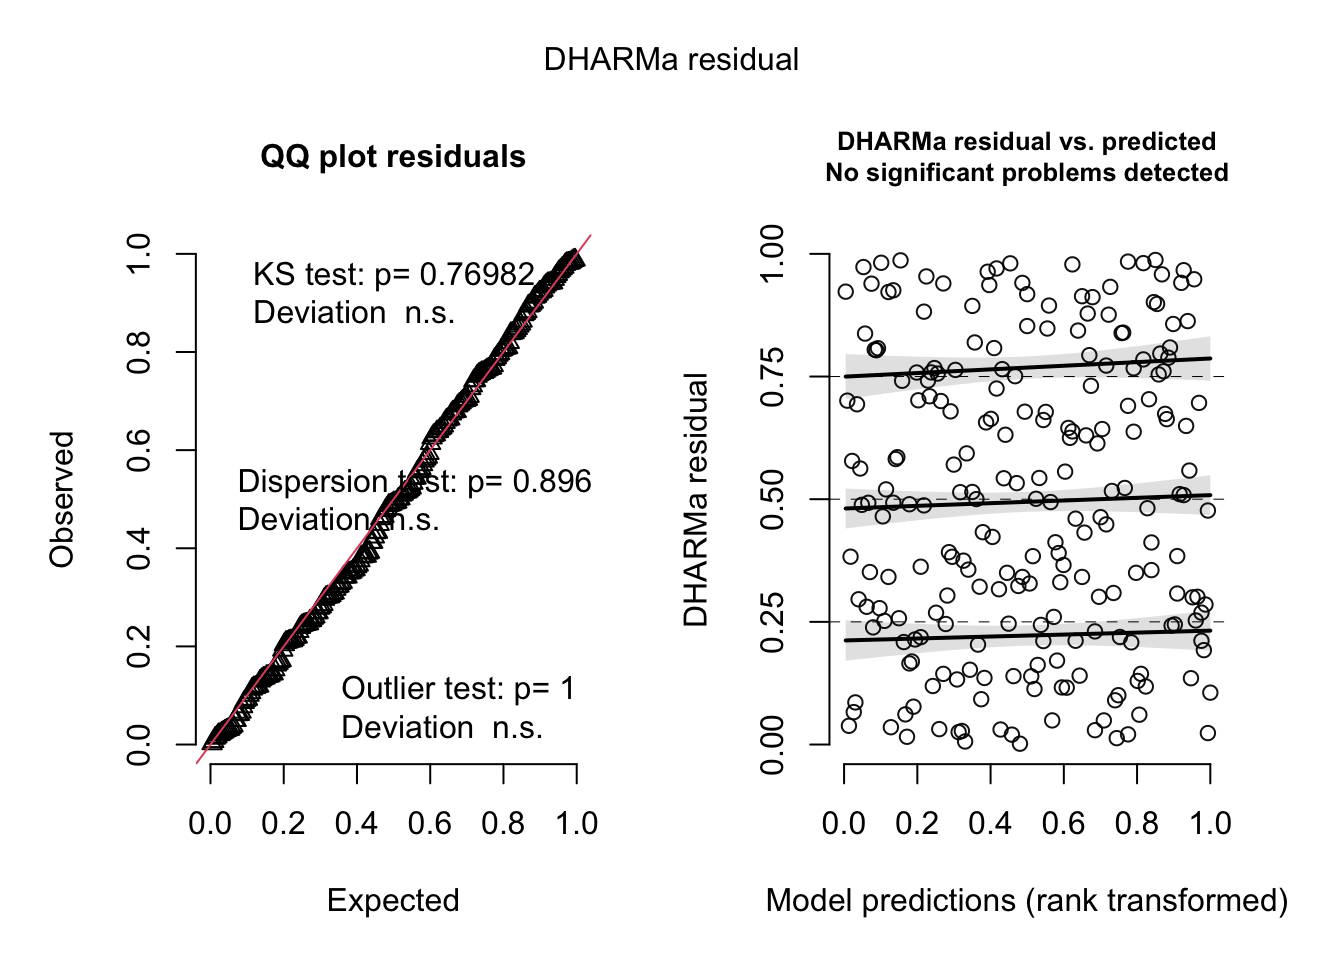 DHARMa residual
QQ plot residuals
KS test: p= 0.76982
Deviation  n.s.
Dispersion test: p= 0.896
Deviation  n.s.
Outlier test: p= 1
Deviation  n.s.
Observed
0.0
0.2
0.4
0.6
0.8
1.0
0.0 0.2 0.4 0.6 0.8 1.0
Expected
DHARMa residual vs. predicted
No significant problems detected
DHARMa residual
0.00
0.25
0.50
0.75
1.00
0.0 0.2 0.4 0.6 0.8 1.0
Model predictions (rank transformed)